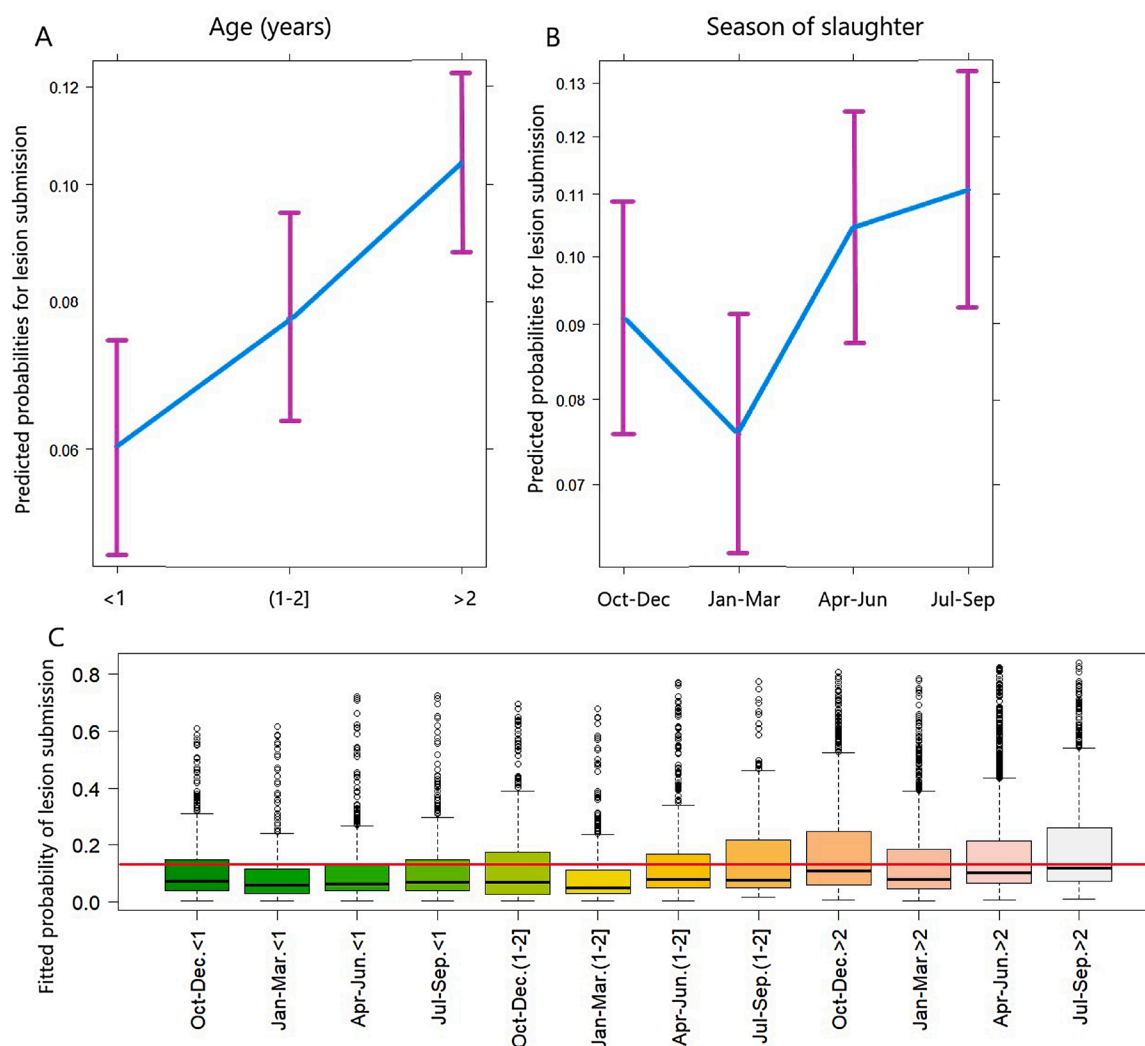 A
Age (years)
Predicted probabilities for lesion submission
0.12
0.10
0.08
0.06
<1
(1-2]
>2
B
Season of slaughter
Predicted probabilities for lesion submission
0.13
0.12
0.11
0.10
0.09
0.08
0.07
Oct-Dec
Jan-Mar
Apr-Jun
Jul-Sep
C
Fitted probability of lesion submission
0.8
0.6
0.4
0.2
0.0
Oct-Dec.<1
Jan-Mar.<1
Apr-Jun.<1
Jul-Sep.<1
Oct-Dec.(1-2]
Jan-Mar.(1-2]
Apr-Jun.(1-2]
Jul-Sep.(1-2]
Oct-Dec.>2
Jan-Mar.>2
Apr-Jun.>2
Jul-Sep.>2